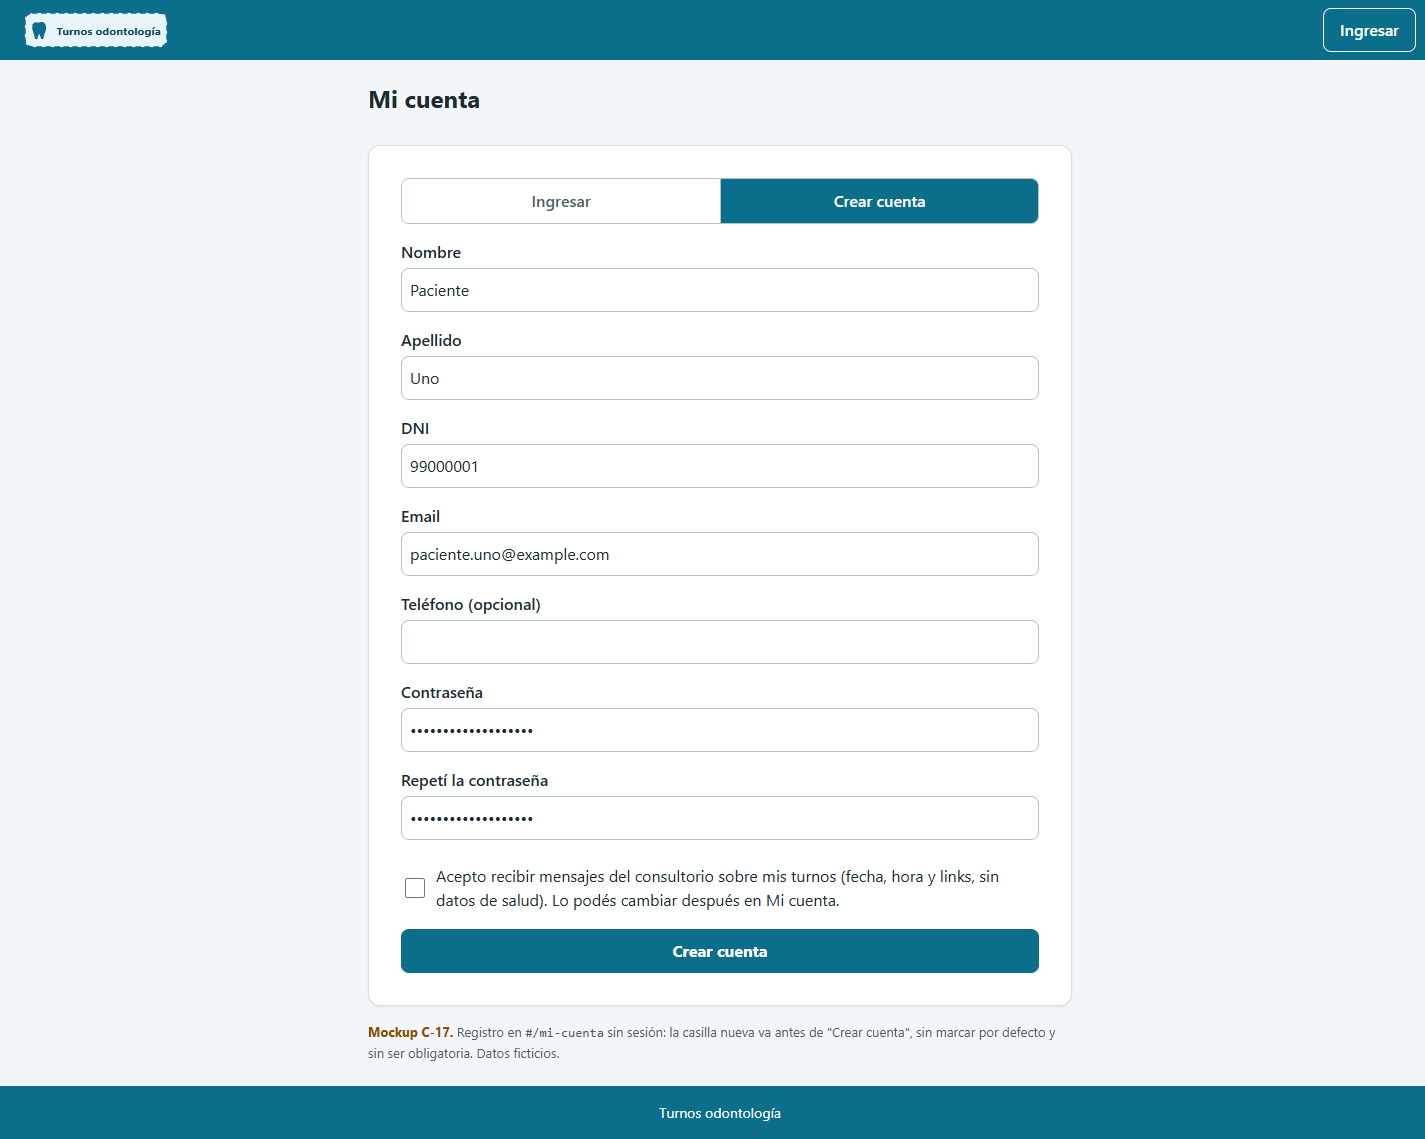 Turnos odontología
Ingresar
Mi cuenta
Ingresar
Crear cuenta
Nombre
Paciente
Apellido
Uno
DNI
99000001
Email
paciente.uno@example.com
Teléfono (opcional)
Contraseña
•••••••••••••••••••
Repetí la contraseña
•••••••••••••••••••
Acepto recibir mensajes del consultorio sobre mis turnos (fecha, hora y links, sin
datos de salud). Lo podés cambiar después en Mi cuenta.
Crear cuenta
Mockup C-17. Registro en #/mi-cuenta sin sesión: la casilla nueva va antes de "Crear cuenta", sin marcar por defecto y
sin ser obligatoria. Datos ficticios.
Turnos odontología